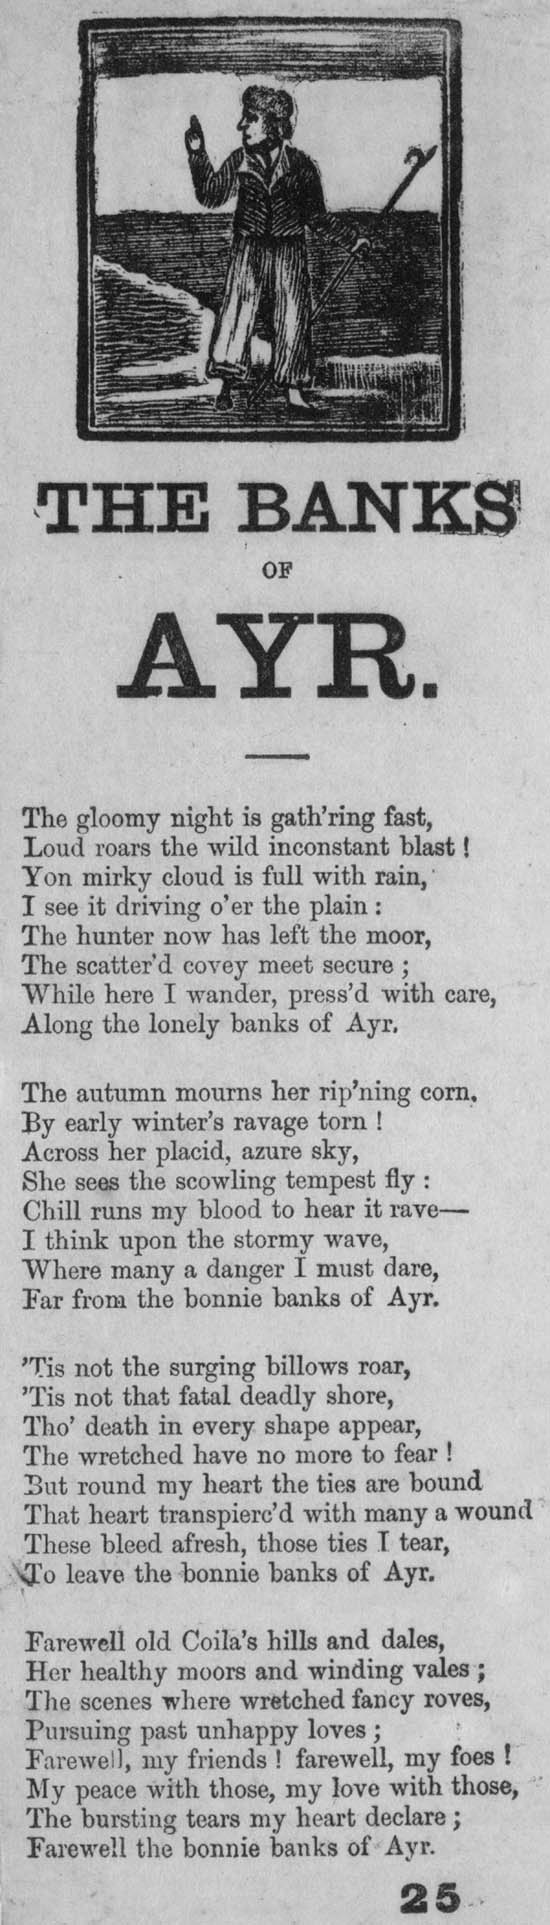 THE BANKS
OF
AYR.
The gloomy night is gath'ring fast,
Loud roars the wild inconstant blast !
Yon mirky cloud is full with rain,
I see it driving o'er the plain :
The hunter now has left the moor,
The scatter'd covey meet secure ;
While here I wander, press'd with care,
Along the lonely banks of Ayr.
The autumn mourns her rip'ning corn,
By early winter's ravage torn !
Across her placid, azure sky,
She sees the scowling tempest fly :
Chill runs my blood to hear it rave—
I think upon the stormy wave,
Where many a danger I must dare,
Far from the bonnie banks of Ayr.
'Tis not the surging billows roar,
'Tis not that fatal deadly shore,
Tho' death in every shape appear,
The wretched have no more to fear !
But round my heart the ties are bound
That heart transpierc'd with many a wound
These bleed afresh, those ties I tear,
To leave the bonnie banks of Ayr.
Farewell old Coila's hills and dales,
Her healthy moors and winding vales ;
The scenes where wretched fancy roves,
Pursuing past unhappy loves ;
Farewell, my friends ! farewell, my foes !
My peace with those, my love with those,
The bursting tears my heart declare ;
Farewell the bonnie banks of Ayr.
25